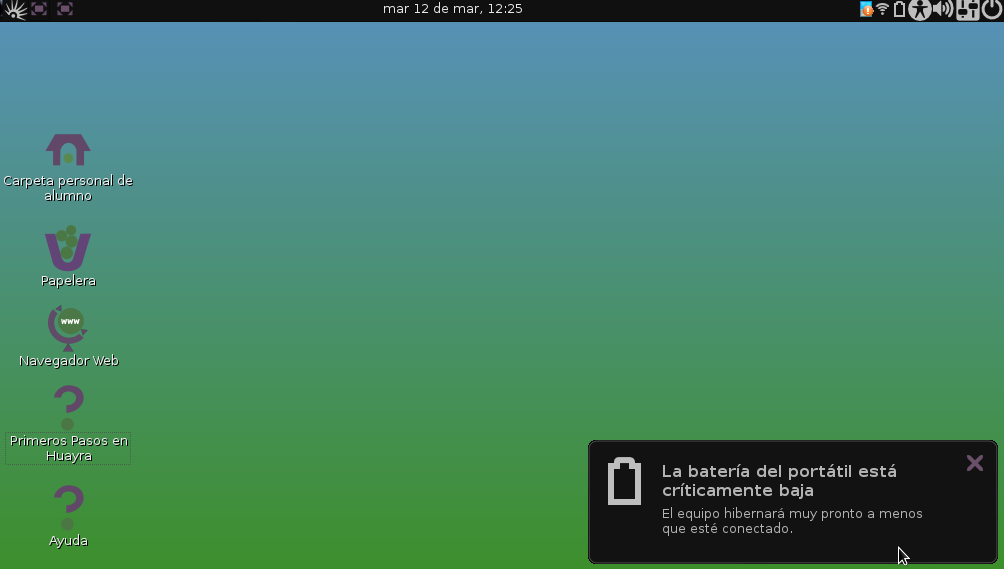 mar 12 de mar, 12:25
Carpeta personal de
alumno
Papelera
www
Navegador Web
Primeros Pasos en
Huayra
Ayuda
La batería del portátil está
críticamente baja
El equipo hibernará muy pronto a menos
que esté conectado.